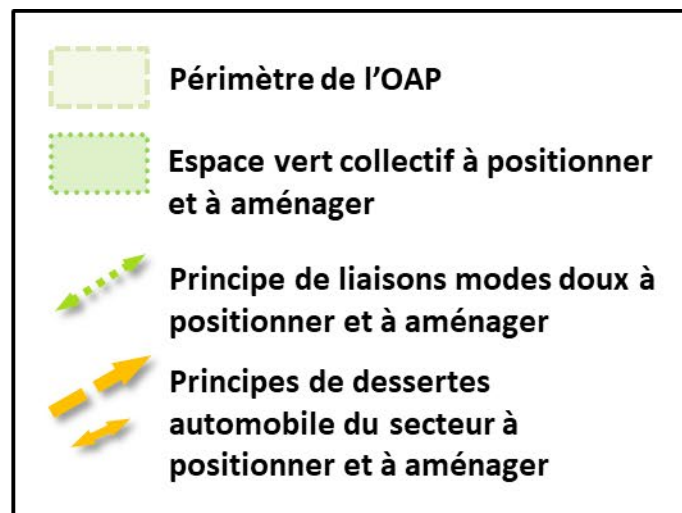 Périmètre de l'OAP
Espace vert collectif à positionner
et à aménager
Principe de liaisons modes doux à
positionner et à aménager
Principes de dessertes
automobile du secteur à
positionner et à aménager